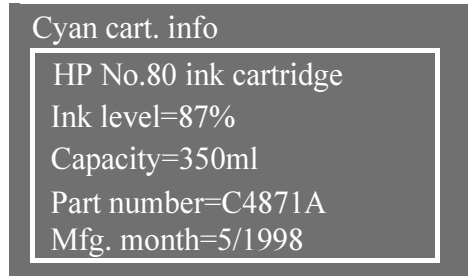 Cyan cart. info
HP No.80 ink cartridge
Ink level=87%
Capacity=350ml
Part number=C4871A
Mfg. month=5/1998